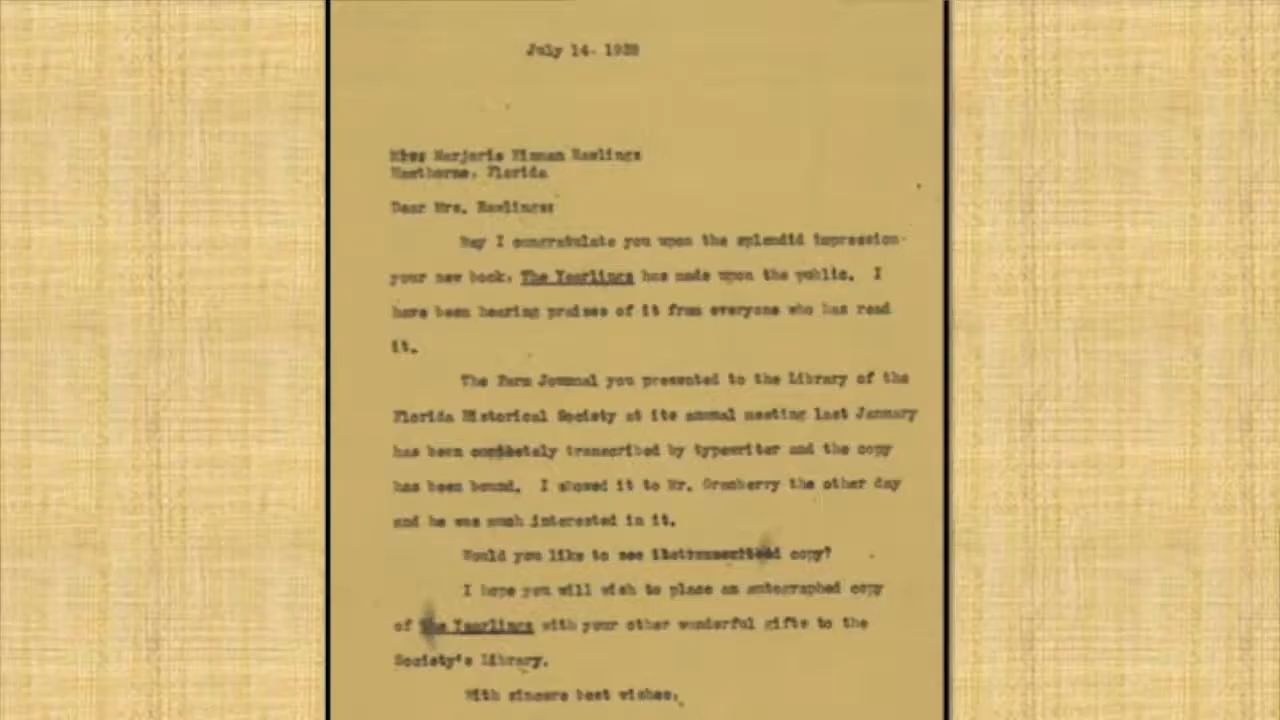 July 14. 1938
Miss Marjorie Kinnan Rawlings
Hawthorne, Florida
Dear Mrs. Rawlings:
May I congratulate you upon the splendid impression
your new book, The Yearlings has made upon the public. I
have been hearing praises of it from everyone who has read
it.
The Farm Journal you presented to the Library of the
Florida Historical Society at its annual meeting last January
has been transcribed by typewriter and the copy
has been bound. I showed it to Mr. Granberry the other day
and he was much interested in it.
Would you like to see copy?
I hope you will wish to place an autographed copy
of The Yearlings with your other wonderful gifts to the
Society's Library.
With sincere best wishes,